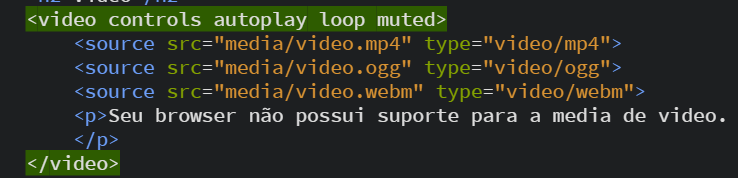 <video controls autoplay loop muted>
<source src="media/video.mp4" type="video/mp4">
<source src="media/video.ogg" type="video/ogg">
<source src="media/video.webm" type="video/webm">
<p>Seu browser não possui suporte para a media de video.
</p>
</video>